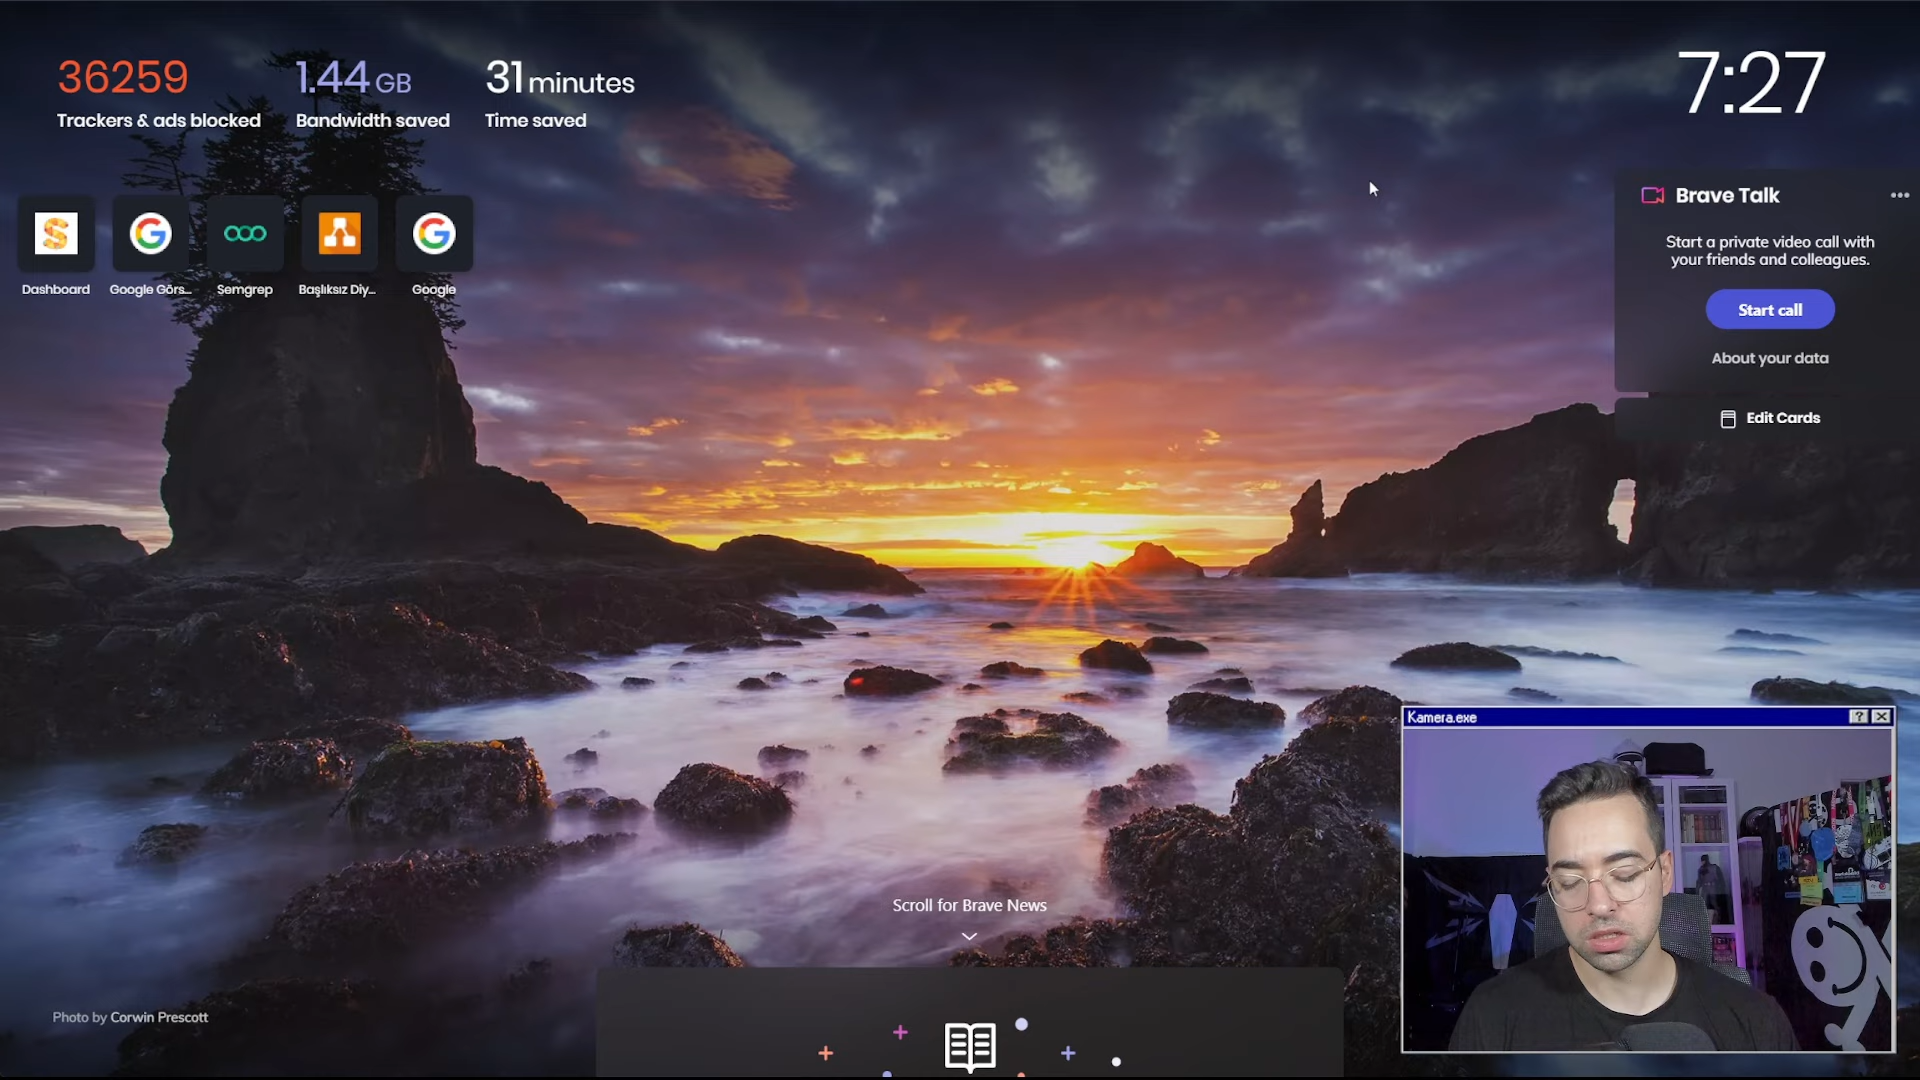 36259
Trackers & ads blocked
1.44 GB
Bandwidth saved
31 minutes
Time saved
7:27
Dashboard
Google Görs...
Semgrep
Başlıksız Diy...
Google
Brave Talk
Start a private video call with
your friends and colleagues.
Start call
About your data
Edit Cards
Kamera.exe
Scroll for Brave News
Photo by Corwin Prescott